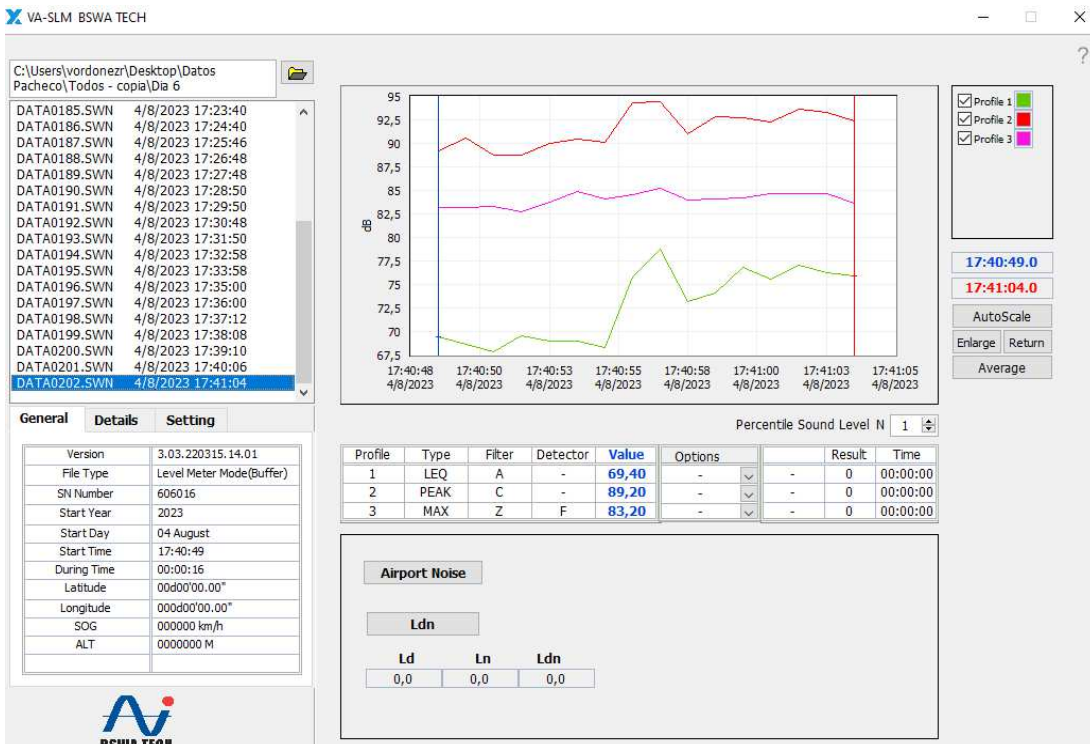 VA-SLM BSWA TECH
?
C:\Users\vordonezr\Desktop\Datos
Pacheco\Todos - copia\Dia 6
DATA0185.SWN 4/8/2023 17:23:40
DATA0186.SWN 4/8/2023 17:24:40
DATA0187.SWN 4/8/2023 17:25:46
DATA0188.SWN 4/8/2023 17:26:48
DATA0189.SWN 4/8/2023 17:27:48
DATA0190.SWN 4/8/2023 17:28:50
DATA0191.SWN 4/8/2023 17:29:50
DATA0192.SWN 4/8/2023 17:30:48
DATA0193.SWN 4/8/2023 17:31:50
DATA0194.SWN 4/8/2023 17:32:58
DATA0195.SWN 4/8/2023 17:33:58
DATA0196.SWN 4/8/2023 17:35:00
DATA0197.SWN 4/8/2023 17:36:00
DATA0198.SWN 4/8/2023 17:37:12
DATA0199.SWN 4/8/2023 17:38:08
DATA0200.SWN 4/8/2023 17:39:10
DATA0201.SWN 4/8/2023 17:40:06
DATA0202.SWN 4/8/2023 17:41:04
General Details Setting
Version 3.03.220315.14.01
File Type Level Meter Mode(Buffer)
SN Number 606016
Start Year 2023
Start Day 04 August
Start Time 17:40:49
During Time 00:00:16
Latitude 00d00'00.00"
Longitude 000d00'00.00"
SOG 000000 km/h
ALT 0000000 M
BSWA TECH
95
92,5
90
87,5
85
82,5
80
77,5
75
72,5
70
67,5
dB
17:40:48 17:40:50 17:40:53 17:40:55 17:40:58 17:41:00 17:41:03 17:41:05
4/8/2023 4/8/2023 4/8/2023 4/8/2023 4/8/2023 4/8/2023 4/8/2023 4/8/2023
Profile 1
Profile 2
Profile 3
17:40:49.0
17:41:04.0
AutoScale
Enlarge Return
Average
Percentile Sound Level N 1
Profile Type Filter Detector Value Options Result Time
1 LEQ A - 69,40 - - 0 00:00:00
2 PEAK C - 89,20 - - 0 00:00:00
3 MAX Z F 83,20 - - 0 00:00:00
Airport Noise
Ldn
Ld Ln Ldn
0,0 0,0 0,0